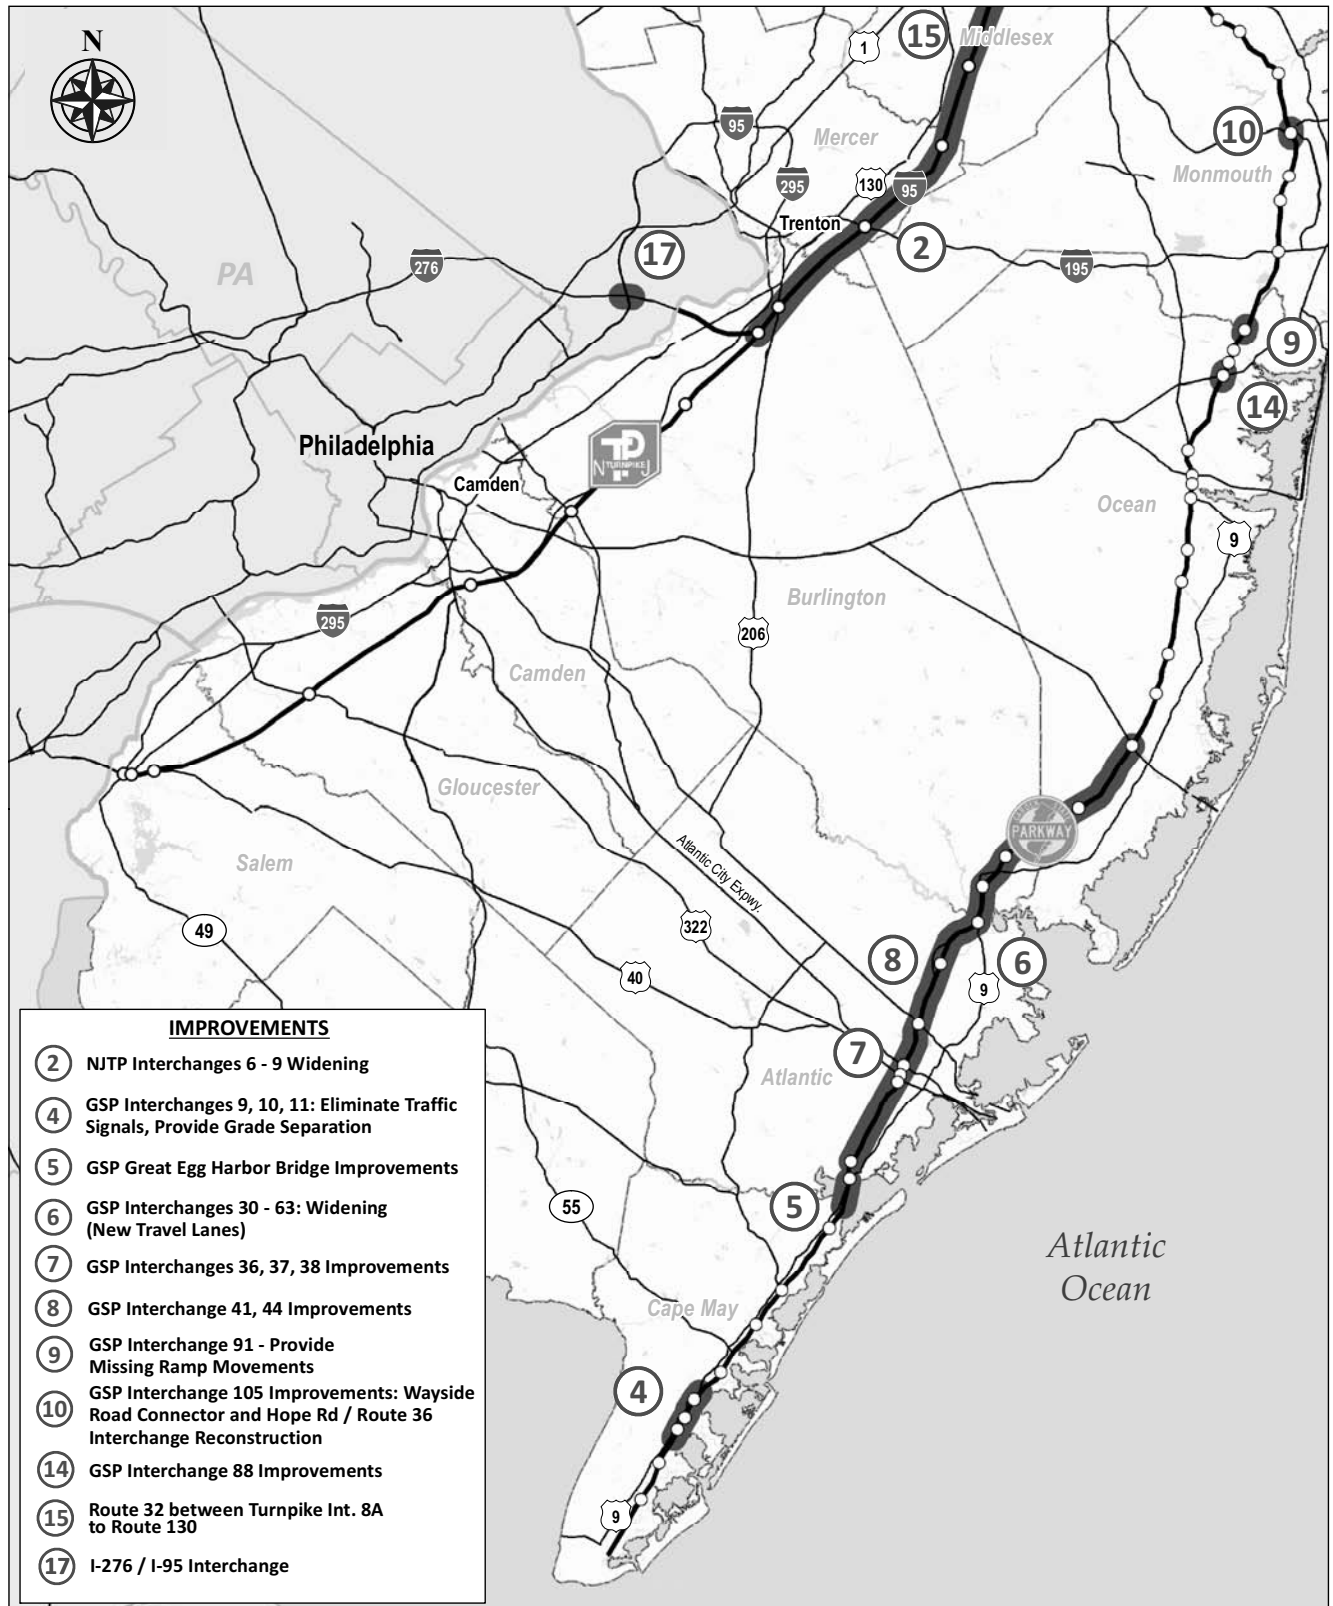 N
15
Middlesex
1
10
95
Mercer
Monmouth
295
130
95
Trenton
2
17
PA
276
195
9
14
Philadelphia
TP
N TURNPIKE J
Camden
Ocean
9
Burlington
295
206
Camden
Gloucester
PARKWAY
Atlantic City Expwy.
Salem
49
322
8
6
40
9
7
Atlantic
55
5
Atlantic
Ocean
Cape May
4
9
IMPROVEMENTS
2 NJTP Interchanges 6 - 9 Widening
4 GSP Interchanges 9, 10, 11: Eliminate Traffic
Signals, Provide Grade Separation
5 GSP Great Egg Harbor Bridge Improvements
6 GSP Interchanges 30 - 63: Widening
(New Travel Lanes)
7 GSP Interchanges 36, 37, 38 Improvements
8 GSP Interchange 41, 44 Improvements
9 GSP Interchange 91 - Provide
Missing Ramp Movements
10 GSP Interchange 105 Improvements: Wayside
Road Connector and Hope Rd / Route 36
Interchange Reconstruction
14 GSP Interchange 88 Improvements
15 Route 32 between Turnpike Int. 8A
to Route 130
17 I-276 / I-95 Interchange